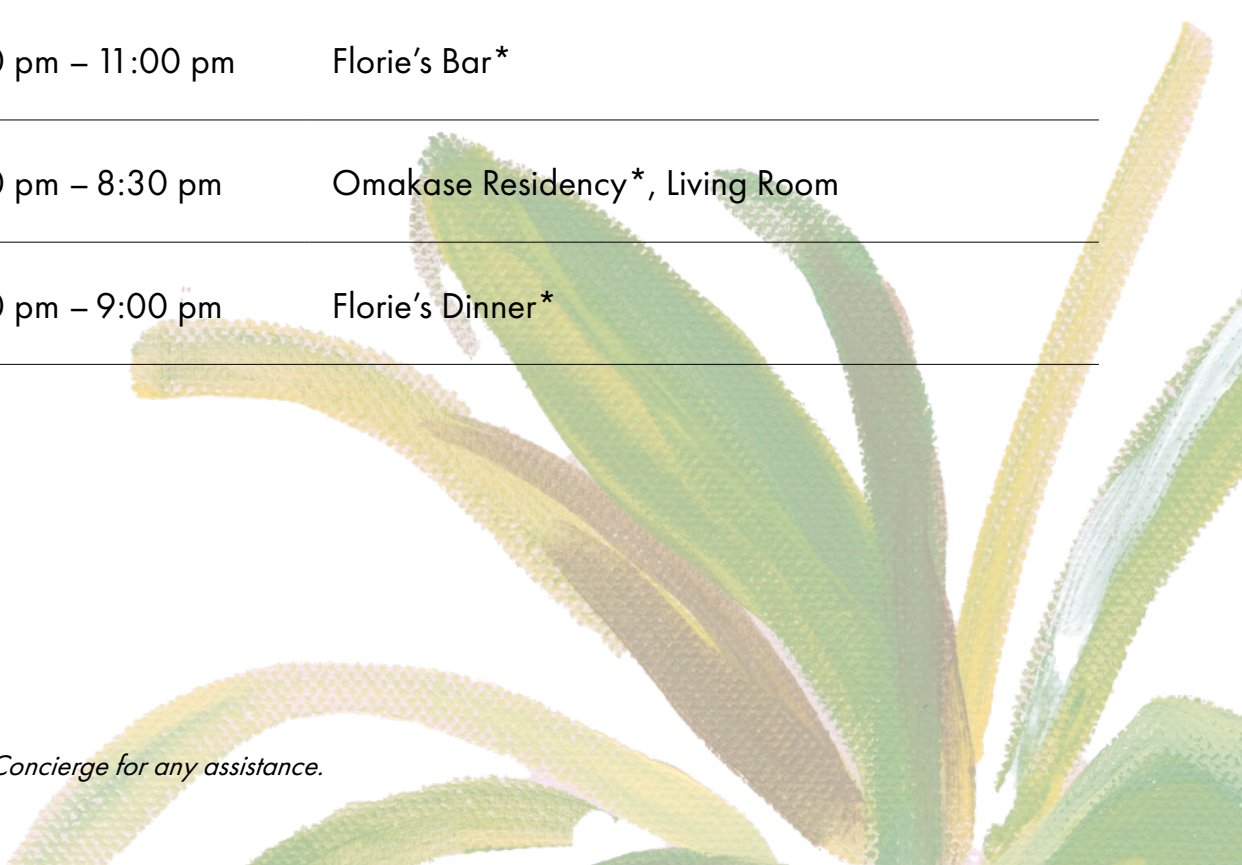 pm – 11:00 pm Florie’s Bar*
pm – 8:30 pm Omakase Residency*, Living Room
pm – 9:00 pm Florie’s Dinner*
Concierge for any assistance.